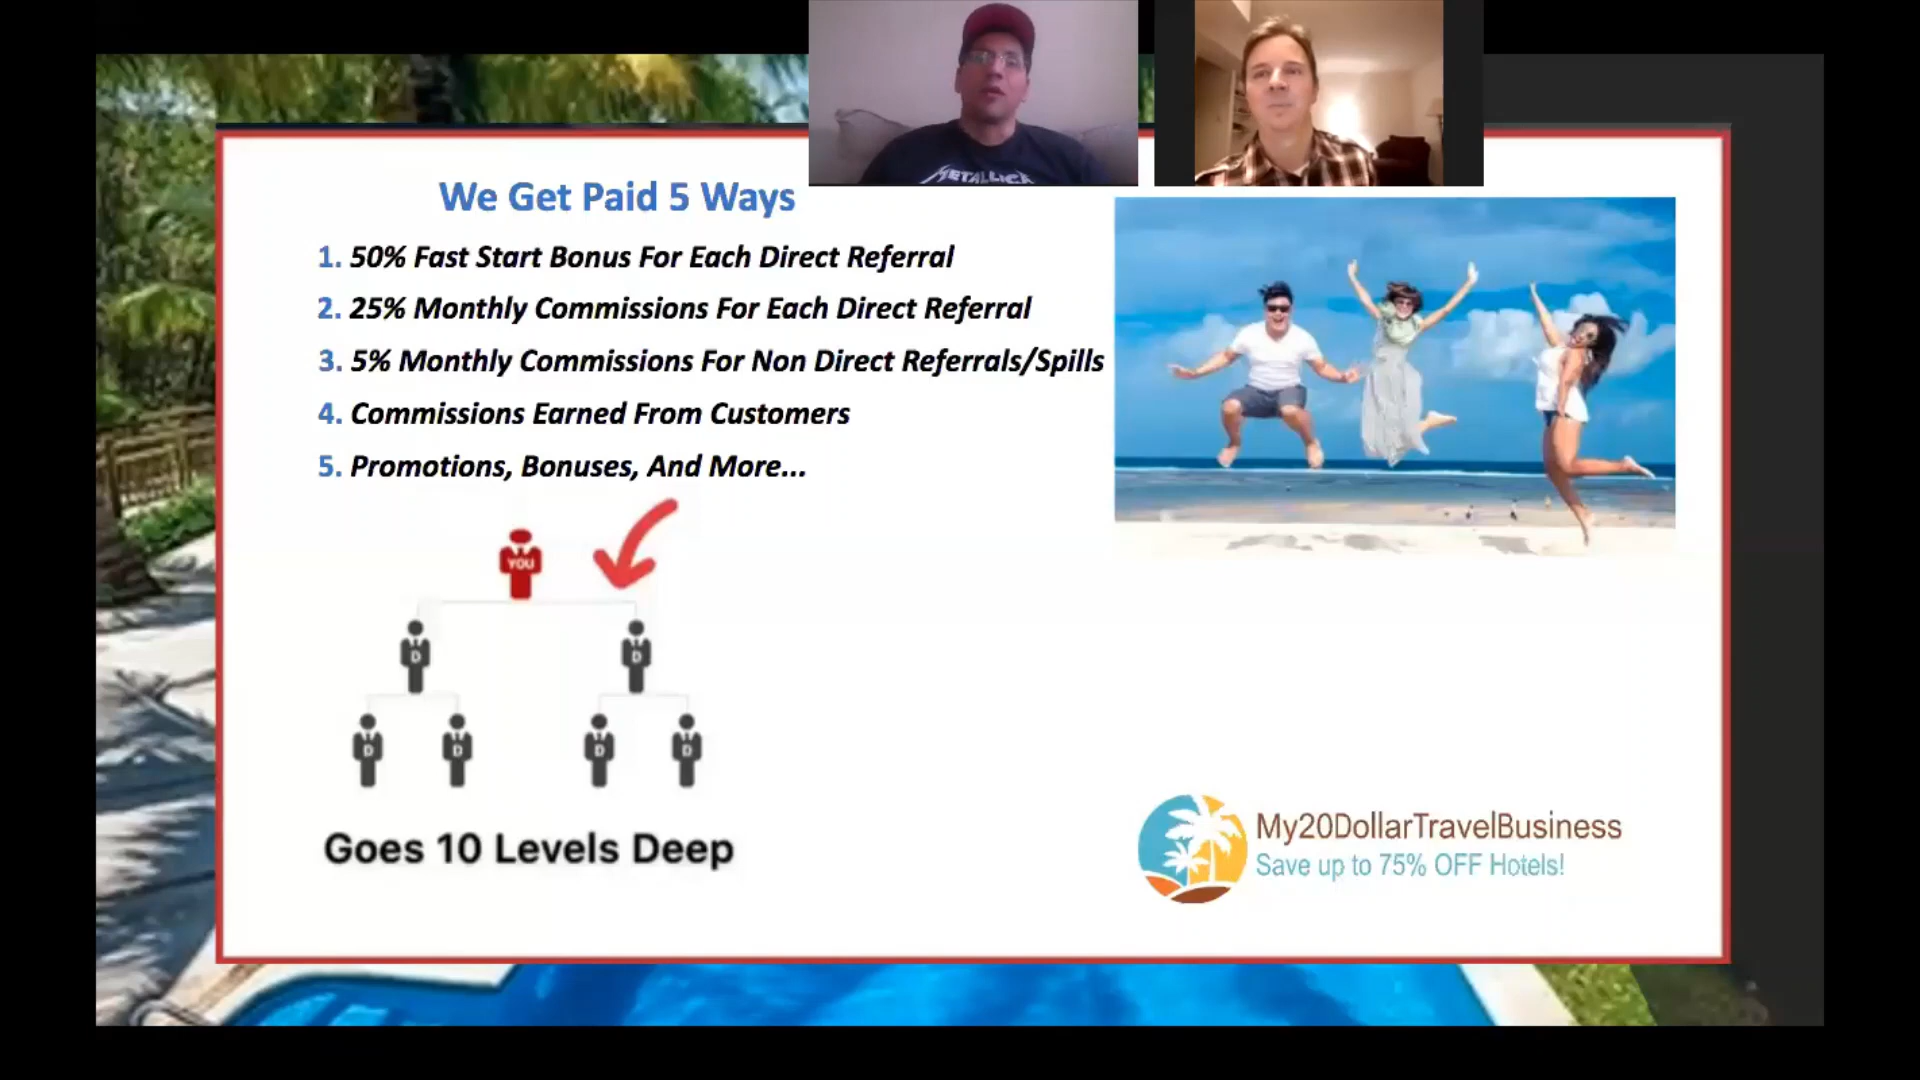 METALLICA
We Get Paid 5 Ways
1. 50% Fast Start Bonus For Each Direct Referral
2. 25% Monthly Commissions For Each Direct Referral
3. 5% Monthly Commissions For Non Direct Referrals/Spills
4. Commissions Earned From Customers
5. Promotions, Bonuses, And More...
YOU
D D
D D D D
Goes 10 Levels Deep
My20DollarTravelBusiness
Save up to 75% OFF Hotels!